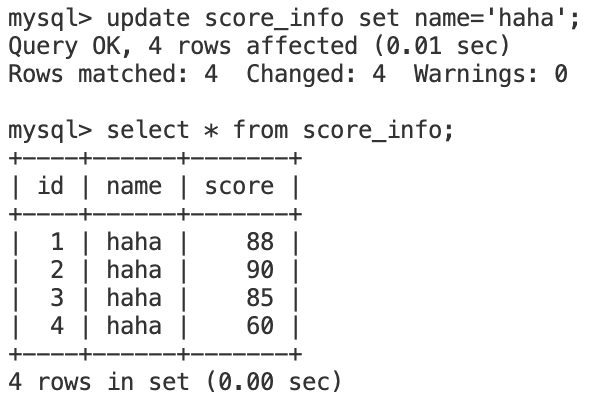 mysql> update score_info set name='haha';
Query OK, 4 rows affected (0.01 sec)
Rows matched: 4  Changed: 4  Warnings: 0

mysql> select * from score_info;
+----+------+-------+
| id | name | score |
+----+------+-------+
|  1 | haha |    88 |
|  2 | haha |    90 |
|  3 | haha |    85 |
|  4 | haha |    60 |
+----+------+-------+
4 rows in set (0.00 sec)